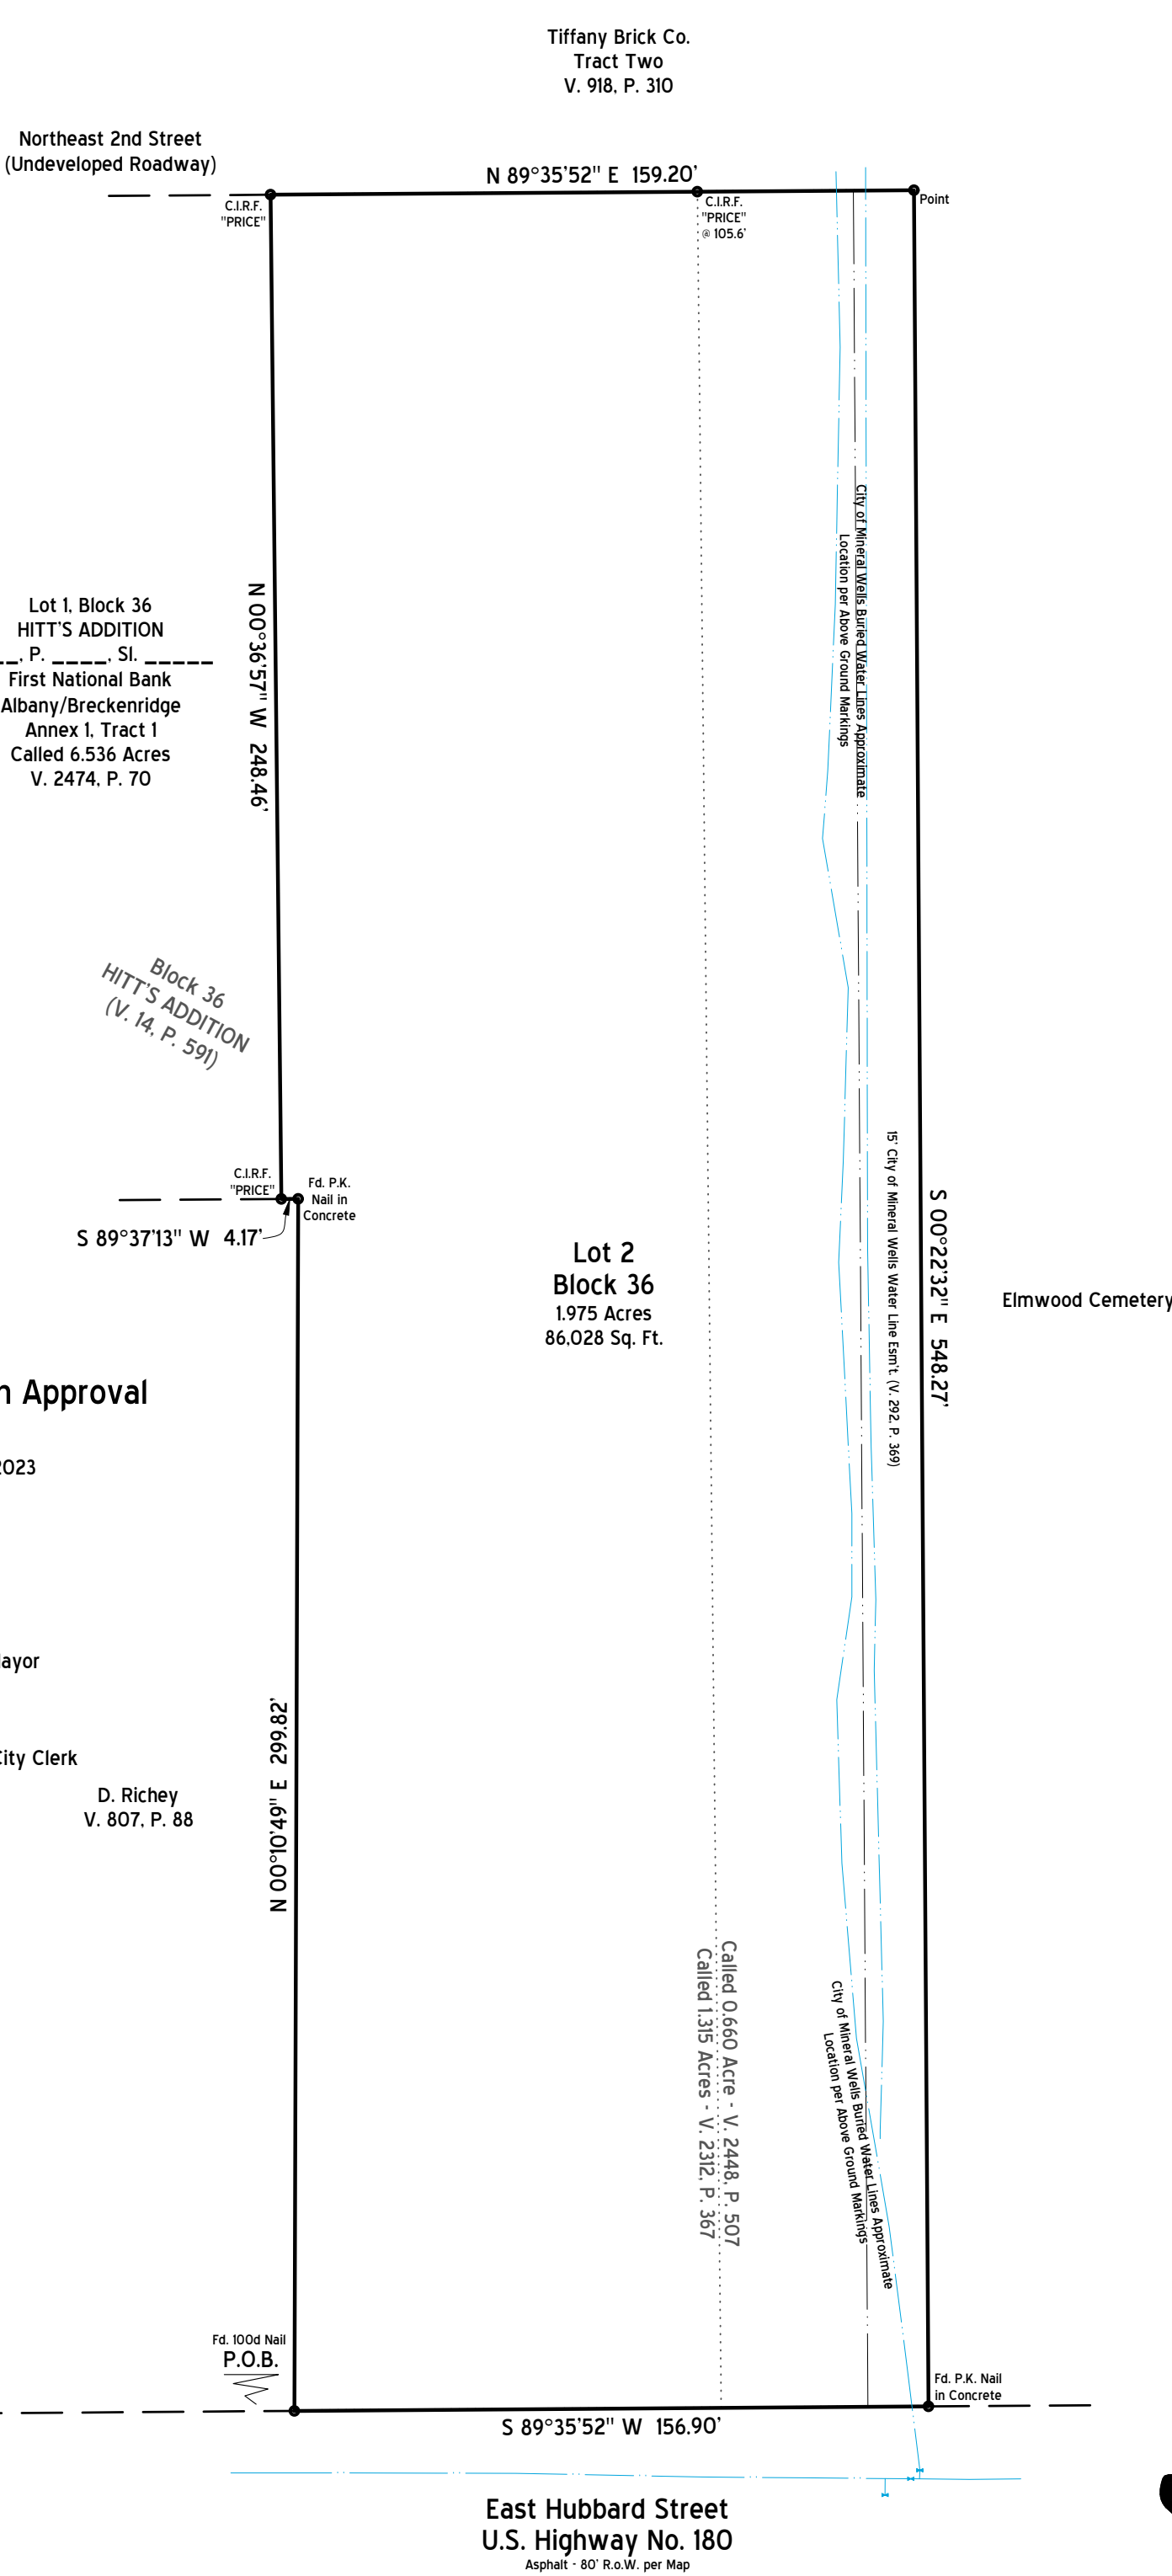 Tiffany Brick Co.
Tract Two
V. 918, P. 310
Northeast 2nd Street
(Undeveloped Roadway)
N 89°35'52" E 159.20'
C.I.R.F.
"PRICE"
C.I.R.F.
"PRICE"
@ 105.6'
Point
City of Mineral Wells Buried Water Lines Approximate
Location per Above Ground Markings
N 00°36'57" W 248.46'
Lot 1, Block 36
HITT'S ADDITION
__, P. _____, Sl. _____
First National Bank
Albany/Breckenridge
Annex 1, Tract 1
Called 6.536 Acres
V. 2474, P. 70
Block 36
HITT'S ADDITION
(V. 14, P. 591)
C.I.R.F.
"PRICE"
Fd. P.K.
Nail in
Concrete
S 89°37'13" W 4.17'
15' City of Mineral Wells Water Line Esm't. (V. 292, P. 369)
S 00°22'32" E 548.27'
Lot 2
Block 36
1.975 Acres
86,028 Sq. Ft.
Elmwood Cemetery
n Approval
2023
ayor
City Clerk
D. Richey
V. 807, P. 88
N 00°10'49" E 299.82'
Called 0.660 Acre - V. 2448, P. 507
Called 1.315 Acres - V. 2312, P. 367
City of Mineral Wells Buried Water Lines Approximate
Location per Above Ground Markings
Fd. 100d Nail
P.O.B.
Fd. P.K. Nail
in Concrete
S 89°35'52" W 156.90'
East Hubbard Street
U.S. Highway No. 180
Asphalt - 80' R.o.W. per Map